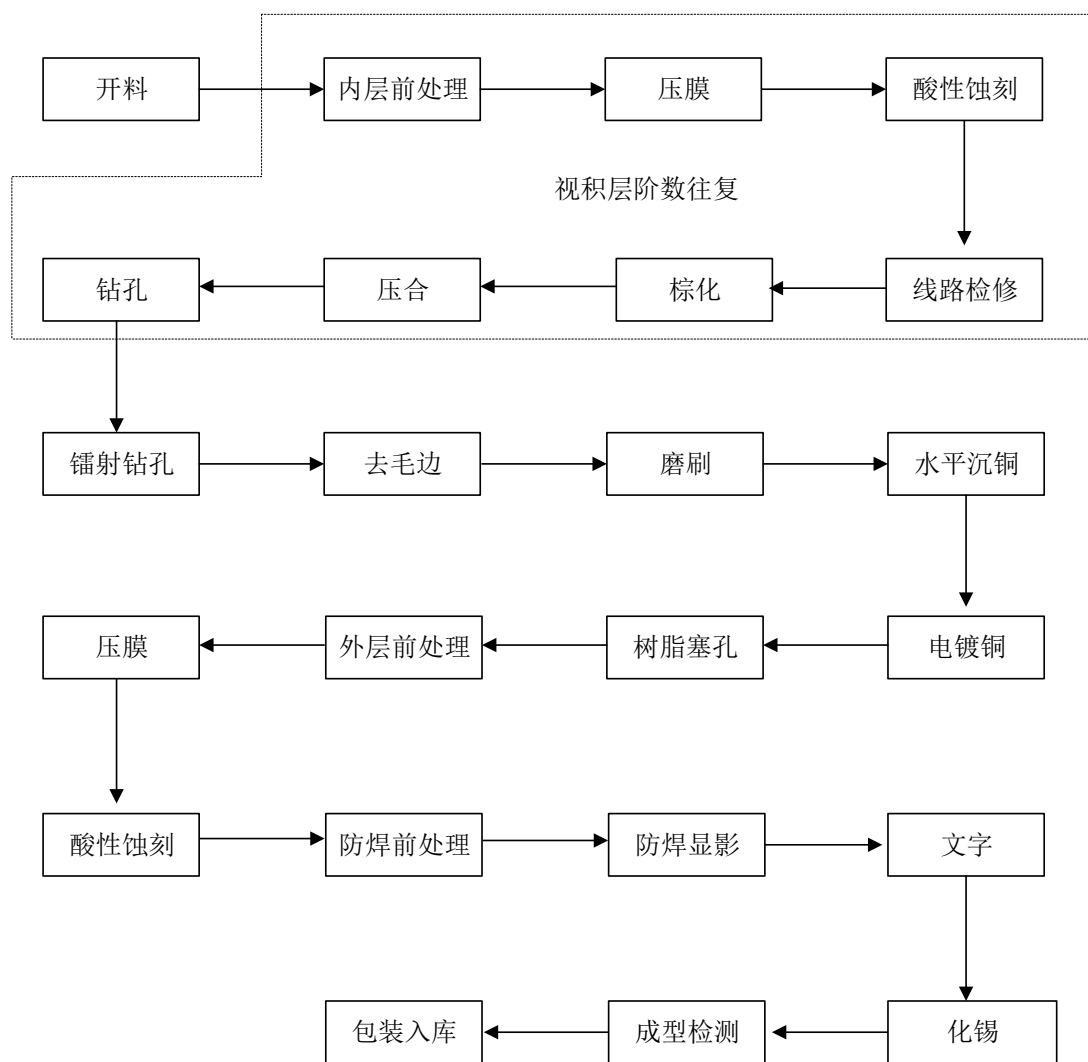 开料
内层前处理
压膜
酸性蚀刻
视积层阶数往复
钻孔
压合
棕化
线路检修
镭射钻孔
去毛边
磨刷
水平沉铜
压膜
外层前处理
树脂塞孔
电镀铜
酸性蚀刻
防焊前处理
防焊显影
文字
包装入库
成型检测
化锡